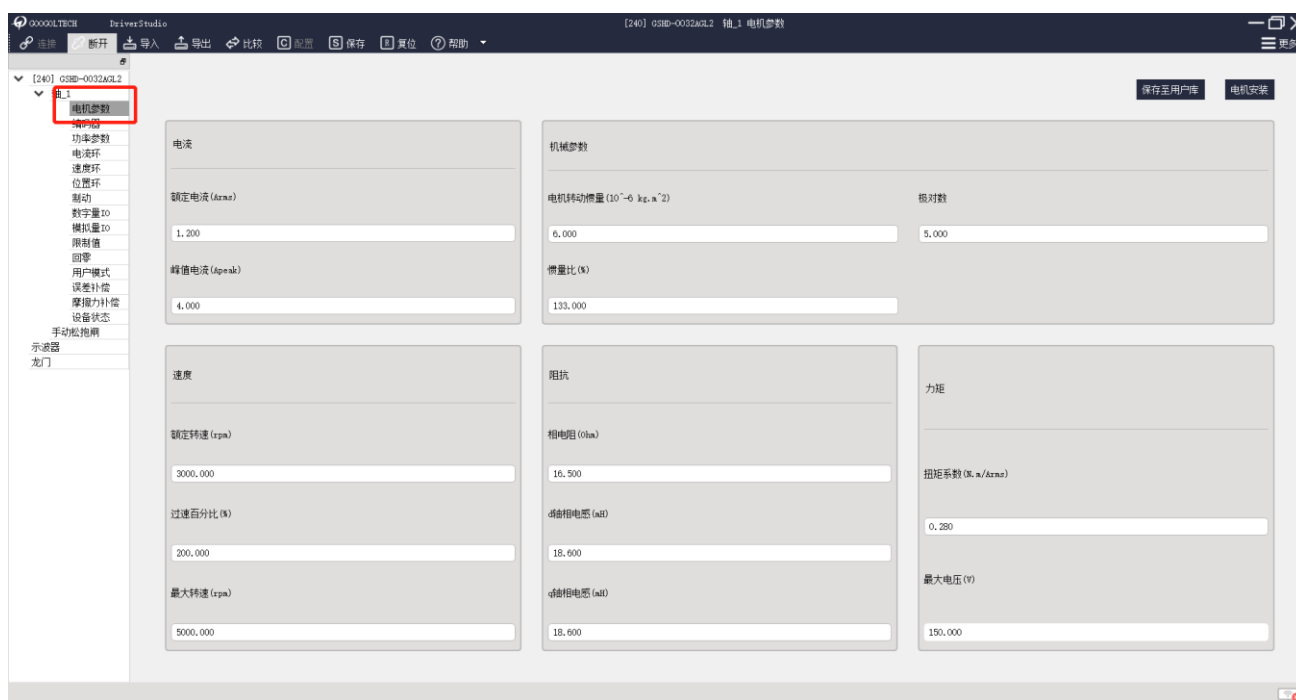 GOOGOLTECH DriverStudio
[240] GSHD-0032AGL2 轴_1 电机参数
连接 断开 导入 导出 比较 C 配置 S 保存 R 复位 ? 帮助
更多
[240] GSHD-0032AGL2
轴_1
电机参数
编码器
功率参数
电流环
速度环
位置环
制动
数字量IO
模拟量IO
限制值
回零
用户模式
误差补偿
摩擦力补偿
设备状态
手动松抱闸
示波器
龙门
保存至用户库 电机安装
电流
额定电流(Arms)
1.200
峰值电流(Apeak)
4.000
机械参数
电机转动惯量(10^-6 kg.m^2) 极对数
6.000 5.000
惯量比(%)
133.000
速度
额定转速(rpm)
3000.000
过速百分比(%)
200.000
最大转速(rpm)
5000.000
阻抗
相电阻(Ohm)
16.500
d轴相电感(mH)
18.600
q轴相电感(mH)
18.600
力矩
扭矩系数(N.m/Arms)
0.280
最大电压(V)
150.000